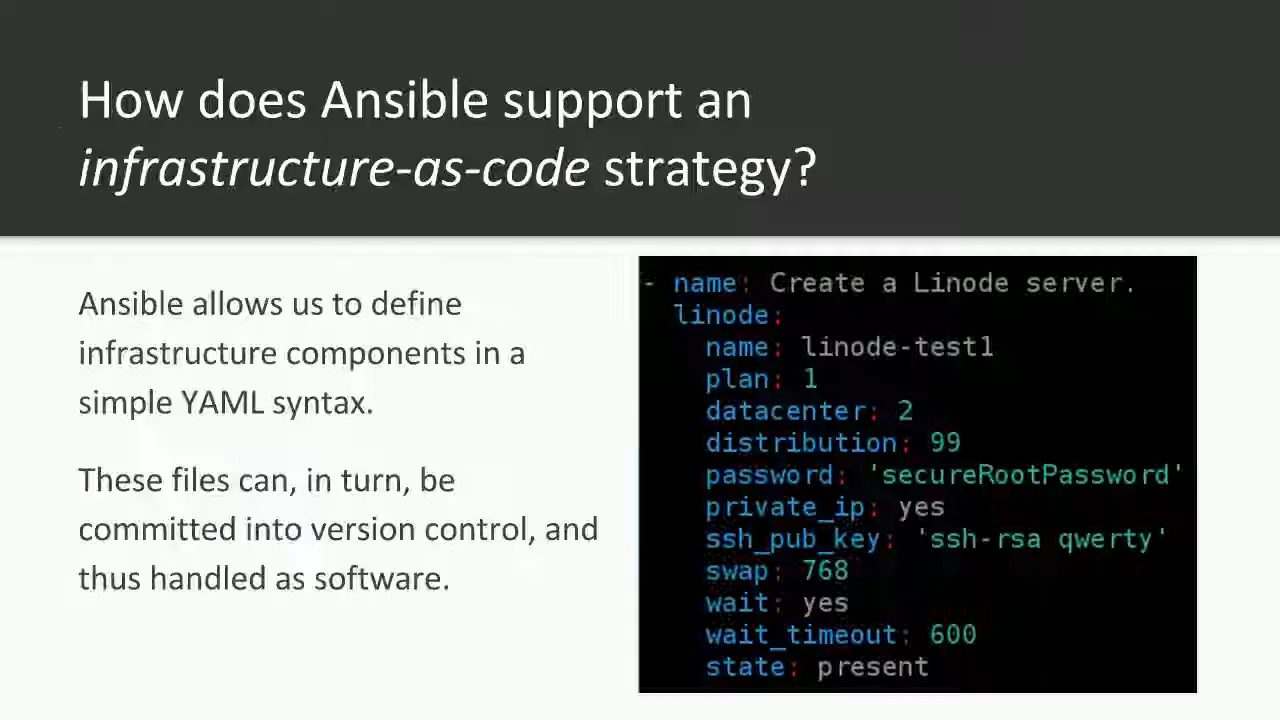 How does Ansible support an
infrastructure-as-code strategy?
Ansible allows us to define
infrastructure components in a
simple YAML syntax.
These files can, in turn, be
committed into version control, and
thus handled as software.
- name: Create a Linode server.
linode:
name: linode-test1
plan: 1
datacenter: 2
distribution: 99
password: 'secureRootPassword'
private_ip: yes
ssh_pub_key: 'ssh-rsa qwerty'
swap: 768
wait: yes
wait_timeout: 600
state: present